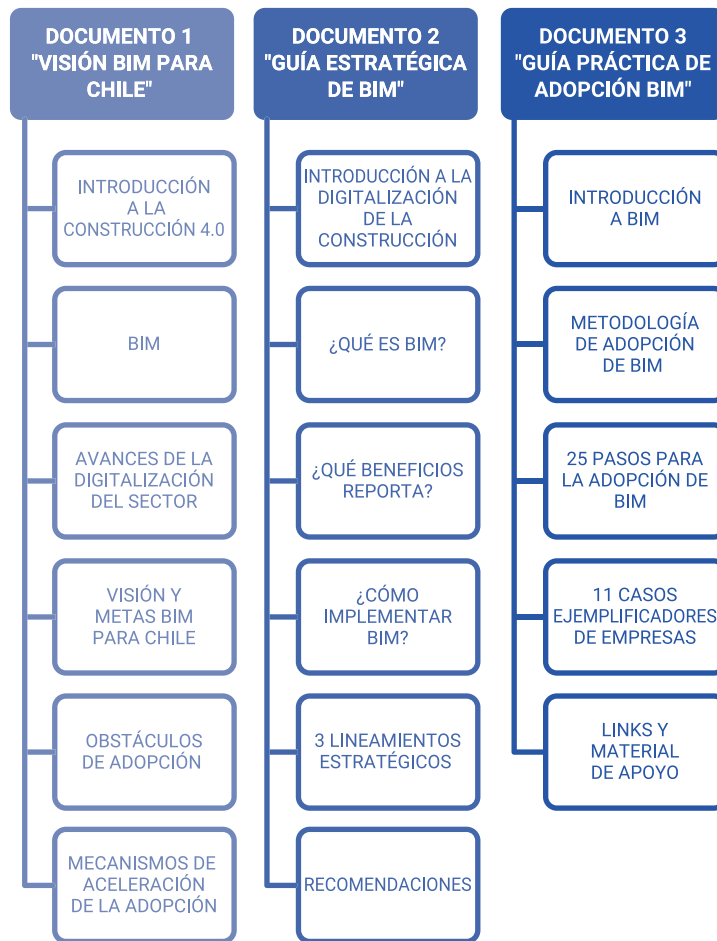 DOCUMENTO 1
"VISIÓN BIM PARA
CHILE"
INTRODUCCIÓN
A LA
CONSTRUCCIÓN 4.0
BIM
AVANCES DE LA
DIGITALIZACIÓN
DEL SECTOR
VISIÓN Y
METAS BIM
PARA CHILE
OBSTÁCULOS
DE ADOPCIÓN
MECANISMOS DE
ACELERACIÓN
DE LA ADOPCIÓN
DOCUMENTO 2
"GUÍA ESTRATÉGICA
DE BIM"
INTRODUCCIÓN A LA
DIGITALIZACIÓN
DE LA
CONSTRUCCIÓN
¿QUÉ ES BIM?
¿QUÉ BENEFICIOS
REPORTA?
¿CÓMO
IMPLEMENTAR
BIM?
3 LINEAMIENTOS
ESTRATÉGICOS
RECOMENDACIONES
DOCUMENTO 3
"GUÍA PRÁCTICA DE
ADOPCIÓN BIM"
INTRODUCCIÓN
A BIM
METODOLOGÍA
DE ADOPCIÓN
DE BIM
25 PASOS PARA
LA ADOPCIÓN DE
BIM
11 CASOS
EJEMPLIFICADORES
DE EMPRESAS
LINKS Y
MATERIAL
DE APOYO